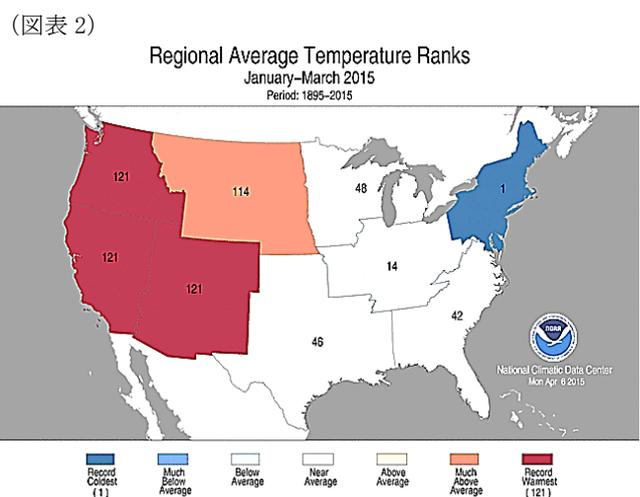 （図表２）
Regional Average Temperature Ranks
January–March 2015
Period: 1895–2015
121
114
48
1
121
121
14
42
46
NOAA
National Climatic Data Center
Mon Apr 6 2015
Record Coldest (1)
Much Below Average
Below Average
Near Average
Above Average
Much Above Average
Record Warmest (121)